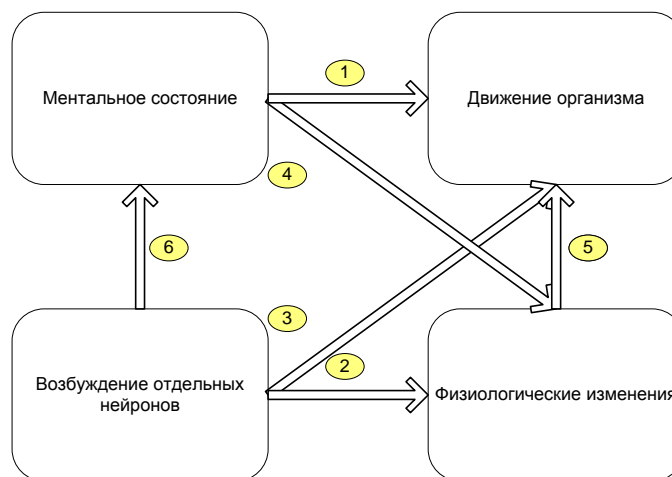 Ментальное состояние
1
Движение организма
4
6
5
3
2
Возбуждение отдельных
нейронов
Физиологические изменения